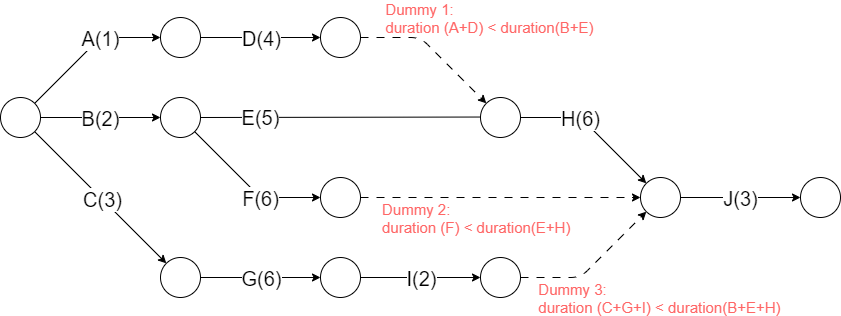 Dummy 1:
duration (A+D) < duration(B+E)
A(1)
D(4)
B(2)
E(5)
H(6)
C(3)
F(6)
J(3)
Dummy 2:
duration (F) < duration(E+H)
G(6)
I(2)
Dummy 3:
duration (C+G+I) < duration(B+E+H)